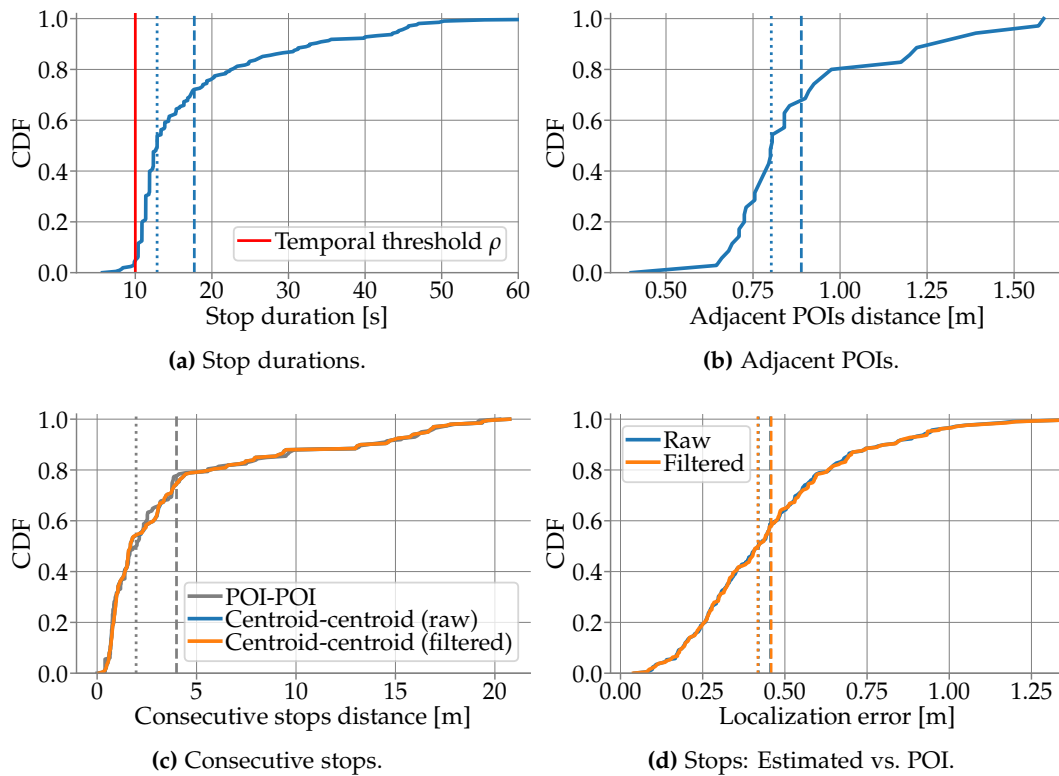 1.0
0.8
0.6
0.4
0.2
0.0
CDF
Temporal threshold ρ
10 20 30 40 50 60
Stop duration [s]
(a) Stop durations.
1.0
0.8
0.6
0.4
0.2
0.0
CDF
0.50 0.75 1.00 1.25 1.50
Adjacent POIs distance [m]
(b) Adjacent POIs.
1.0
0.8
0.6
0.4
0.2
0.0
CDF
POI-POI
Centroid-centroid (raw)
Centroid-centroid (filtered)
0 5 10 15 20
Consecutive stops distance [m]
(c) Consecutive stops.
1.0
0.8
0.6
0.4
0.2
0.0
CDF
Raw
Filtered
0.00 0.25 0.50 0.75 1.00 1.25
Localization error [m]
(d) Stops: Estimated vs. POI.